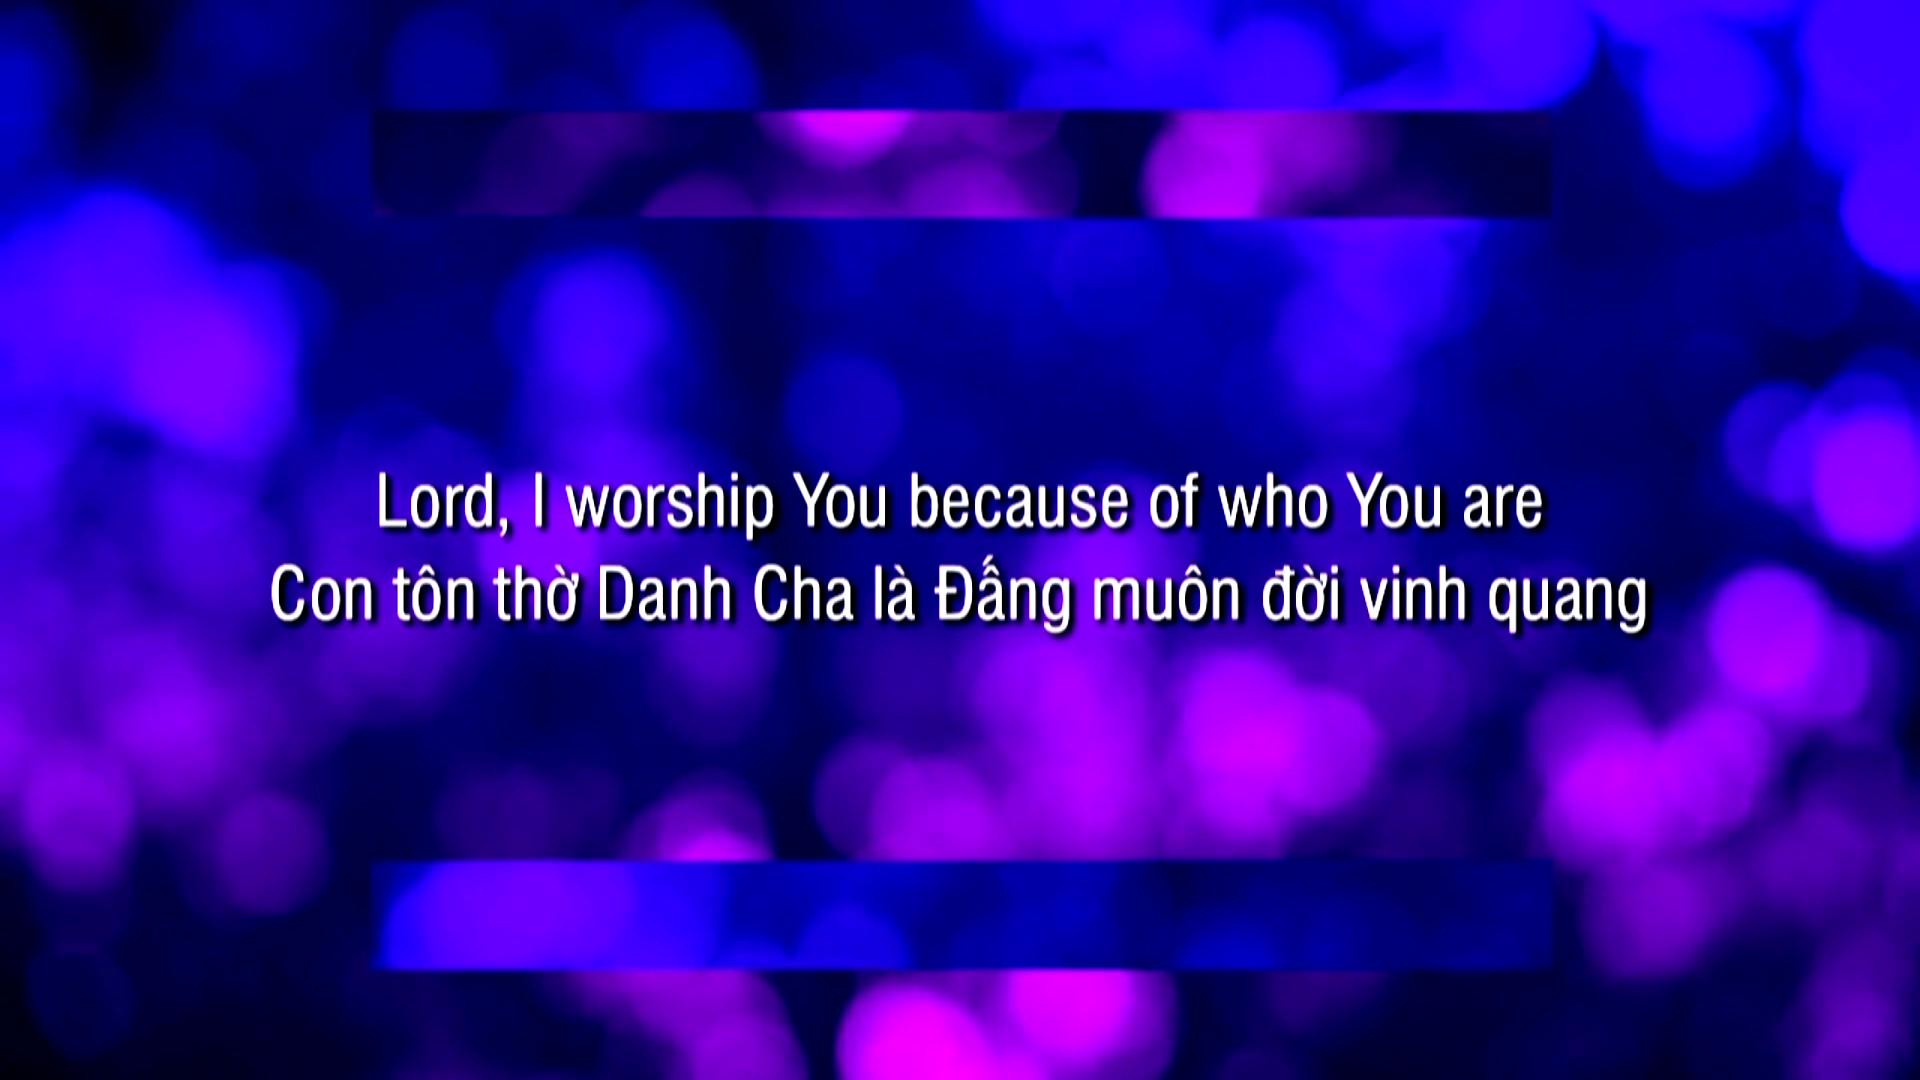 Lord, I worship You because of who You are
Con tôn thờ Danh Cha là Đấng muôn đời vinh quang